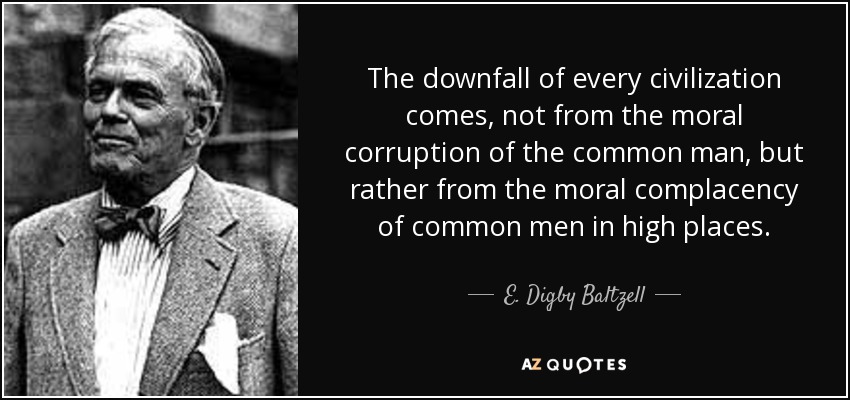 The downfall of every civilization
comes, not from the moral
corruption of the common man, but
rather from the moral complacency
of common men in high places.
E. Digby Baltzell
AZ QUOTES